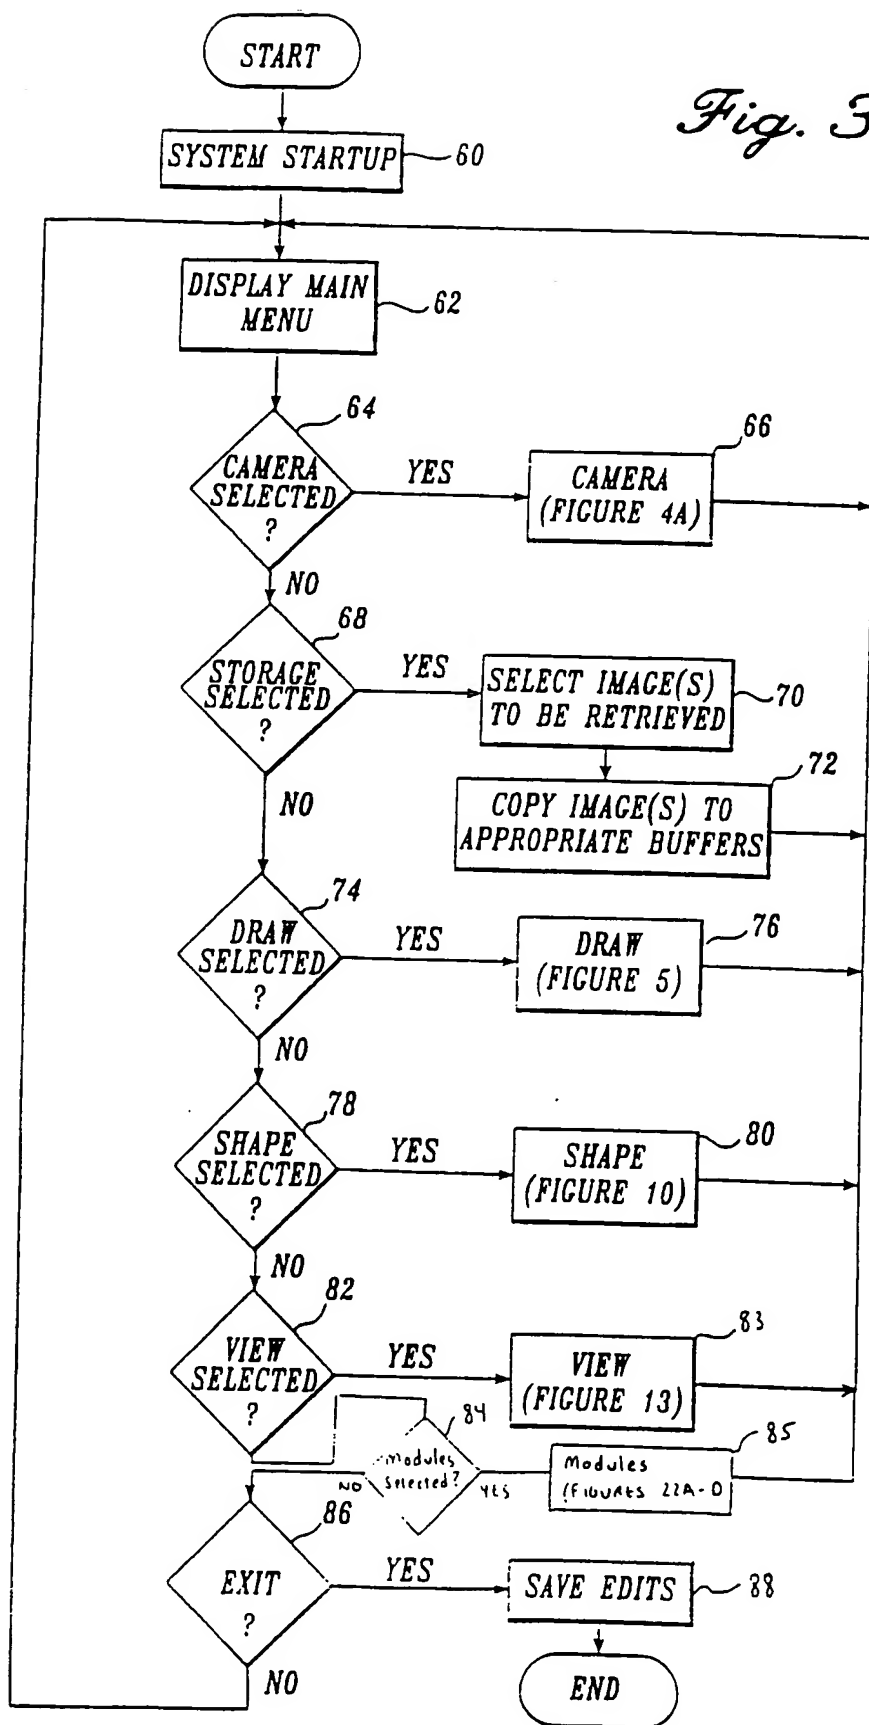 START
Fig. 3
SYSTEM STARTUP
60
DISPLAY MAIN
MENU
62
64
CAMERA
SELECTED
?
YES
66
CAMERA
(FIGURE 4A)
NO
68
STORAGE
SELECTED
?
YES
SELECT IMAGE(S)
TO BE RETRIEVED
70
72
COPY IMAGE(S) TO
APPROPRIATE BUFFERS
NO
74
DRAW
SELECTED
?
YES
76
DRAW
(FIGURE 5)
NO
78
SHAPE
SELECTED
?
YES
80
SHAPE
(FIGURE 10)
NO
82
VIEW
SELECTED
?
YES
83
VIEW
(FIGURE 13)
84
Modules
selected?
NO
YES
85
Modules
(FIGURES 22A-D
86
EXIT
?
YES
SAVE EDITS
88
NO
END